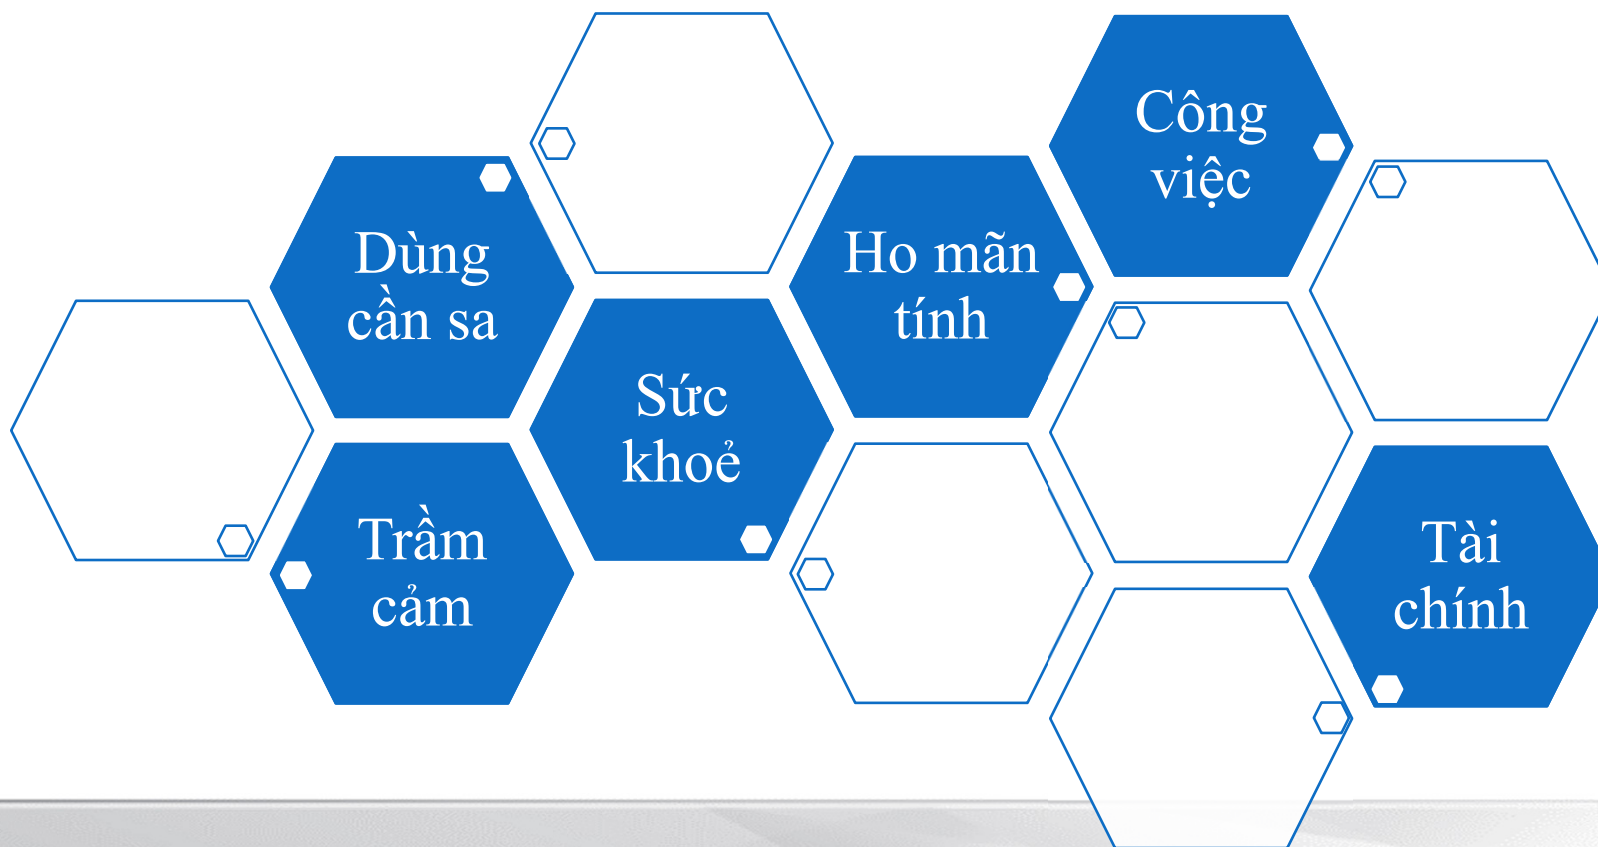 Dùng
cần sa
Trầm
cảm
Sức
khoẻ
Ho mãn
tính
Công
việc
Tài
chính